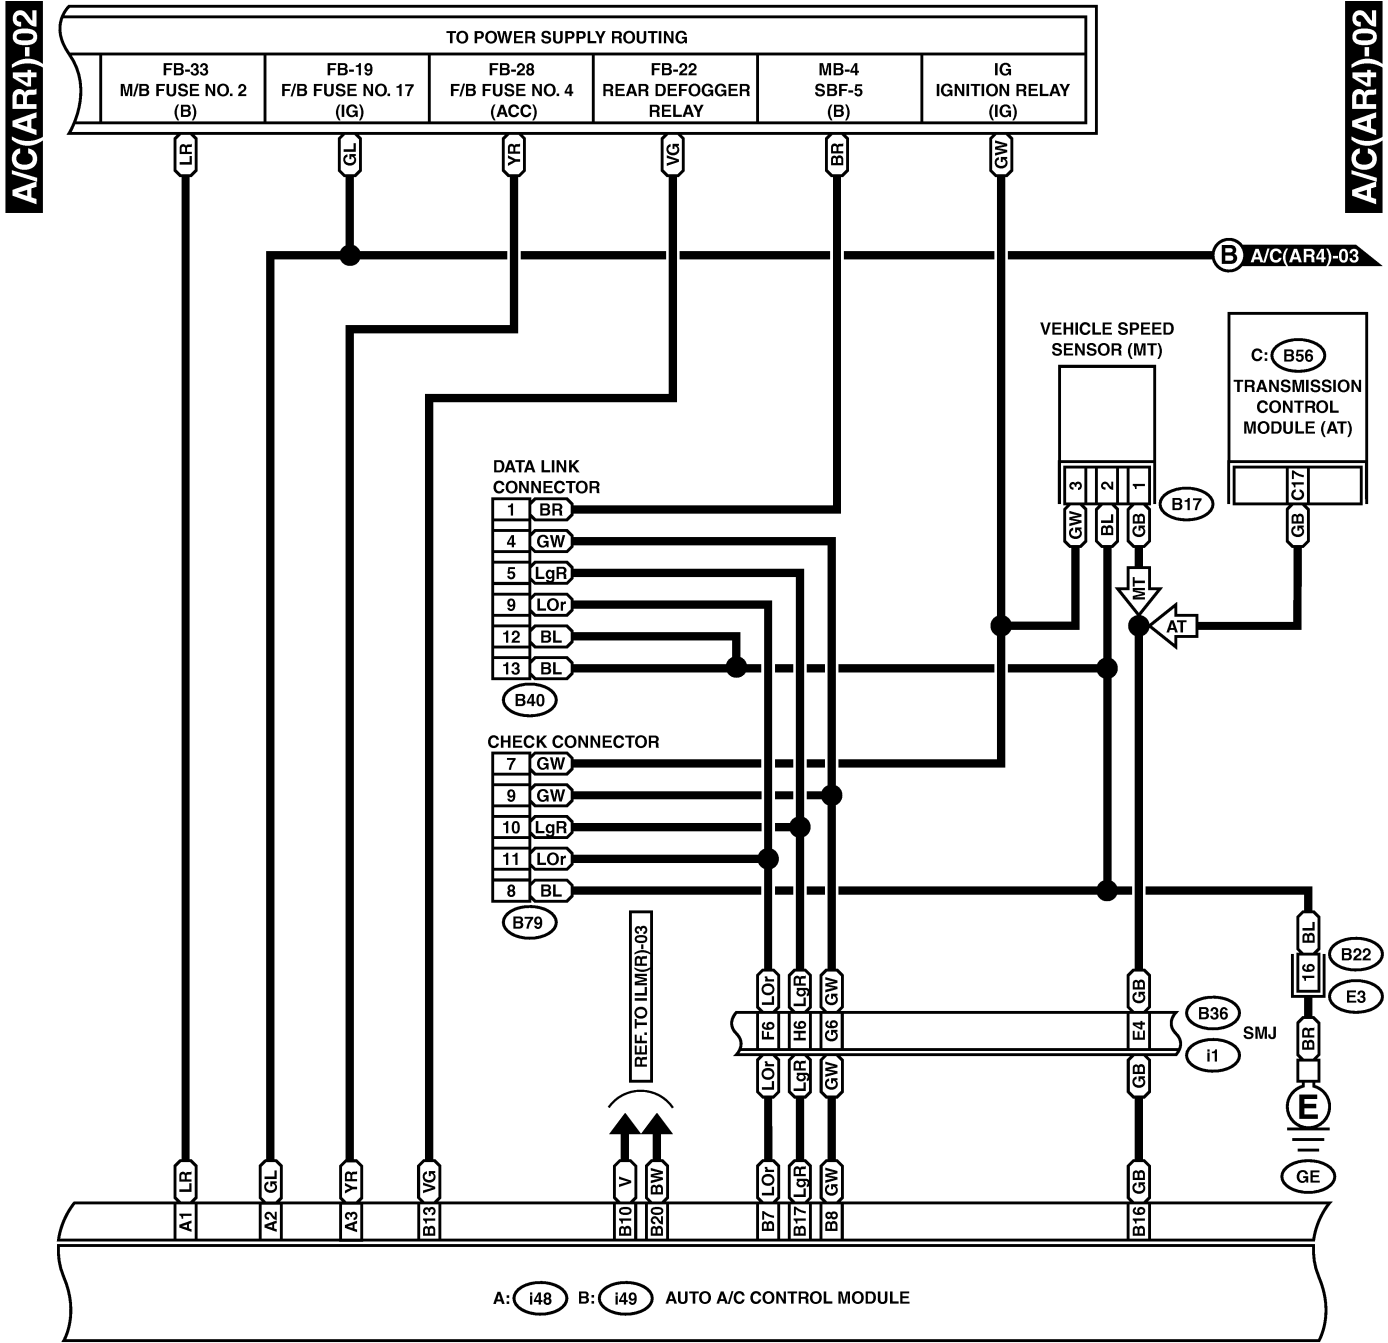 A/C(AR4)-02
A/C(AR4)-02
TO POWER SUPPLY ROUTING
FB-33
M/B FUSE NO. 2
(B)
FB-19
F/B FUSE NO. 17
(IG)
FB-28
F/B FUSE NO. 4
(ACC)
FB-22
REAR DEFOGGER
RELAY
MB-4
SBF-5
(B)
IG
IGNITION RELAY
(IG)
LR
GL
YR
VG
BR
GW
B
A/C(AR4)-03
VEHICLE SPEED
SENSOR (MT)
3
2
1
B17
GW
BL
GB
MT
AT
C: B56
TRANSMISSION
CONTROL
MODULE (AT)
C17
GB
DATA LINK
CONNECTOR
1 BR
4 GW
5 LgR
9 LOr
12 BL
13 BL
B40
CHECK CONNECTOR
7 GW
9 GW
10 LgR
11 LOr
8 BL
B79
REF. TO ILM(R)-03
LOr
LgR
GW
GB
F6
H6
G6
E4
B36
SMJ
i1
LOr
LgR
GW
GB
BL
16
B22
E3
BR
E
GE
LR
GL
YR
VG
V
BW
LOr
LgR
GW
GB
A1
A2
A3
B13
B10
B20
B7
B17
B8
B16
A: i48 B: i49 AUTO A/C CONTROL MODULE